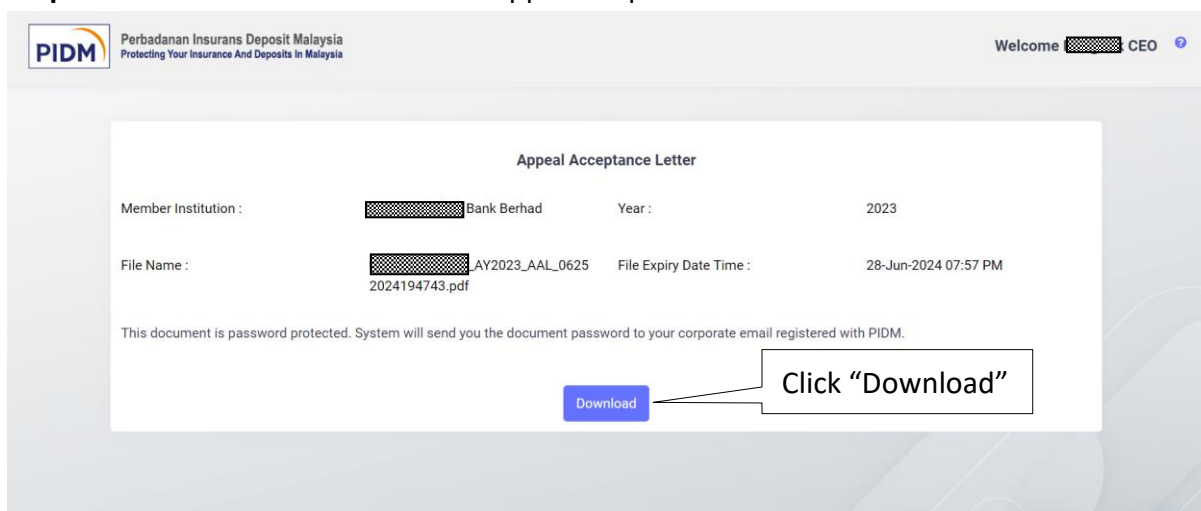 PIDM
Perbadanan Insurans Deposit Malaysia
Protecting Your Insurance And Deposits In Malaysia
Welcome CEO
Appeal Acceptance Letter
Member Institution : Bank Berhad Year : 2023
File Name : _AY2023_AAL_0625 File Expiry Date Time : 28-Jun-2024 07:57 PM
2024194743.pdf
This document is password protected. System will send you the document password to your corporate email registered with PIDM.
Click “Download”
Download